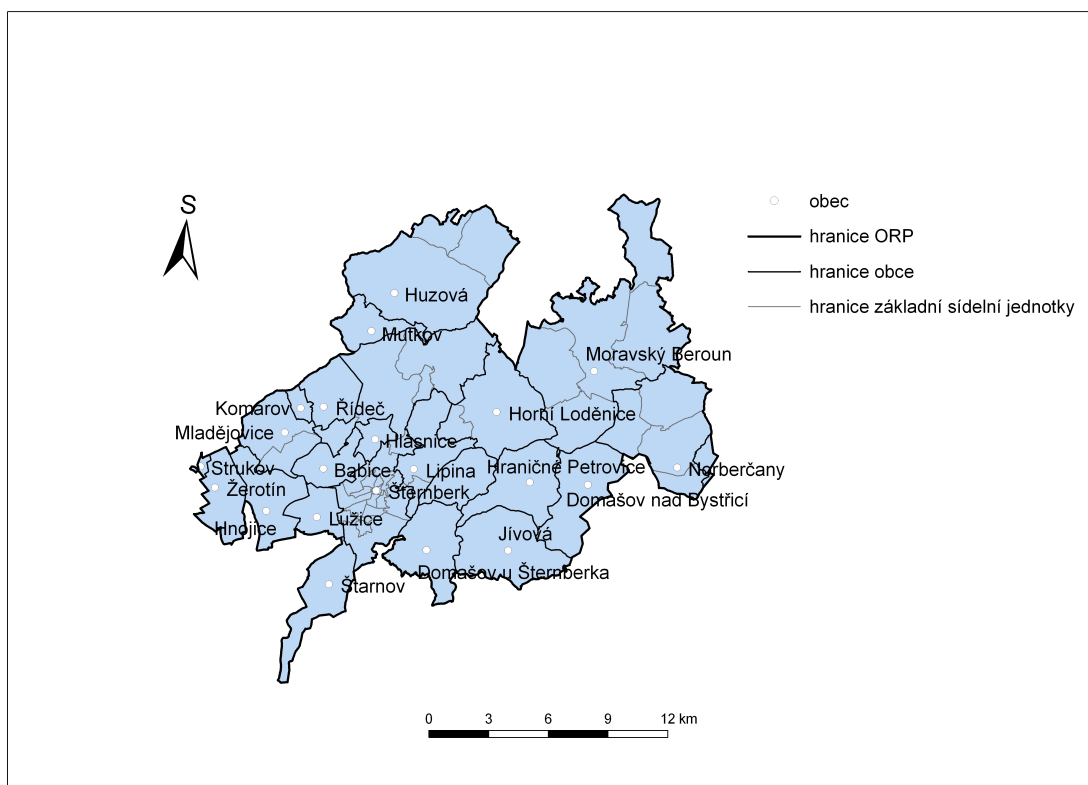 S
obec
hranice ORP
hranice obce
hranice základní sídelní jednotky
Huzová
Mutkov
Moravský Beroun
Komárov
Řídeč
Horní Loděnice
Mladějovice
Hlásnice
Strukov
Babice
Lipina
Hraničné Petrovice
Norberčany
Žerotín
Šternberk
Domašov nad Bystřicí
Hnojice
Lužice
Jívová
Domašov u Šternberka
Štarnov
0 3 6 9 12 km